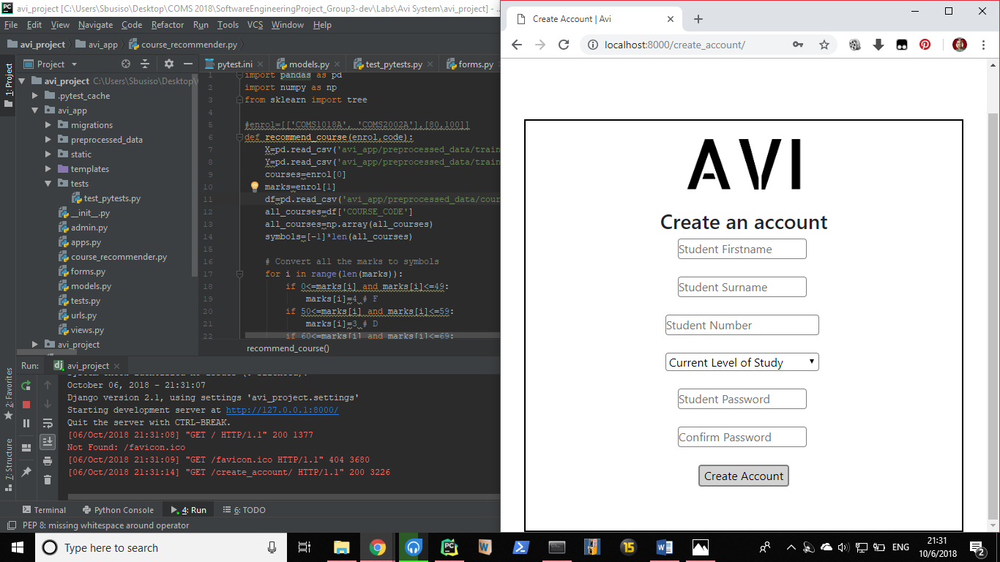 avi_project [C:\Users\Sbusiso\Desktop\COMS 2018\SoftwareEngineeringProject_Group3-dev\Labs\Avi System\avi_project] - ..
File Edit View Navigate Code Refactor Run Tools VCS Window Help
avi_project avi_app course_recommender.py
Project
pytest.ini models.py test_pytests.py forms.py
1: Project
avi_project C:\Users\Sbusiso\Desktop\
.pytest_cache
avi_app
migrations
preprocessed_data
static
templates
tests
test_pytests.py
__init__.py
admin.py
apps.py
course_recommender.py
forms.py
models.py
tests.py
urls.py
views.py
avi_project
1 import pandas as pd
2 import numpy as np
3 from sklearn import tree
4
5 #enrol=[['COMS1018A', 'COMS2002A'],[80,100]]
6 def recommend_course(enrol,code):
7 X=pd.read_csv('avi_app/preprocessed_data/train
8 Y=pd.read_csv('avi_app/preprocessed_data/train
9 courses=enrol[0]
10 marks=enrol[1]
11 df=pd.read_csv('avi_app/preprocessed_data/cour
12 all_courses=df['COURSE_CODE']
13 all_courses=np.array(all_courses)
14 symbols=[-1]*len(all_courses)
15
16 # Convert all the marks to symbols
17 for i in range(len(marks)):
18 if 0<=marks[i] and marks[i]<=49:
19 marks[i]=4 # F
20 if 50<=marks[i] and marks[i]<=59:
21 marks[i]=3 # D
22 if 60<=marks[i] and marks[i]<=69:
recommend_course()
Run: avi_project
2: Favorites
7: Structure
System check identified no issues (0 silenced).
October 06, 2018 - 21:31:07
Django version 2.1, using settings 'avi_project.settings'
Starting development server at http://127.0.0.1:8000/
Quit the server with CTRL-BREAK.
[06/Oct/2018 21:31:08] "GET / HTTP/1.1" 200 1377
Not Found: /favicon.ico
[06/Oct/2018 21:31:09] "GET /favicon.ico HTTP/1.1" 404 3680
[06/Oct/2018 21:31:14] "GET /create_account/ HTTP/1.1" 200 3226
Terminal Python Console 4: Run 6: TODO
PEP 8: missing whitespace around operator
Create Account | Avi
localhost:8000/create_account/
AVI
Create an account
Student Firstname
Student Surname
Student Number
Current Level of Study
Student Password
Confirm Password
Create Account
Type here to search
ENG
21:31
10/6/2018
2